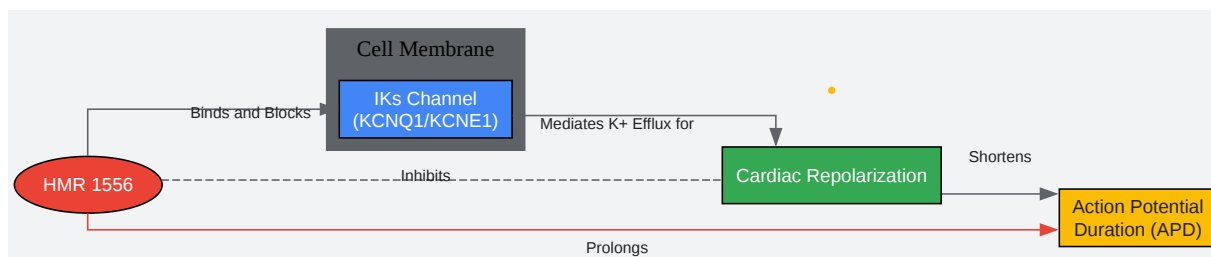 Cell Membrane
IKs Channel
(KCNQ1/KCNE1)
Binds and Blocks
Mediates K+ Efflux for
HMR 1556
Inhibits
Cardiac Repolarization
Shortens
Action Potential
Duration (APD)
Prolongs